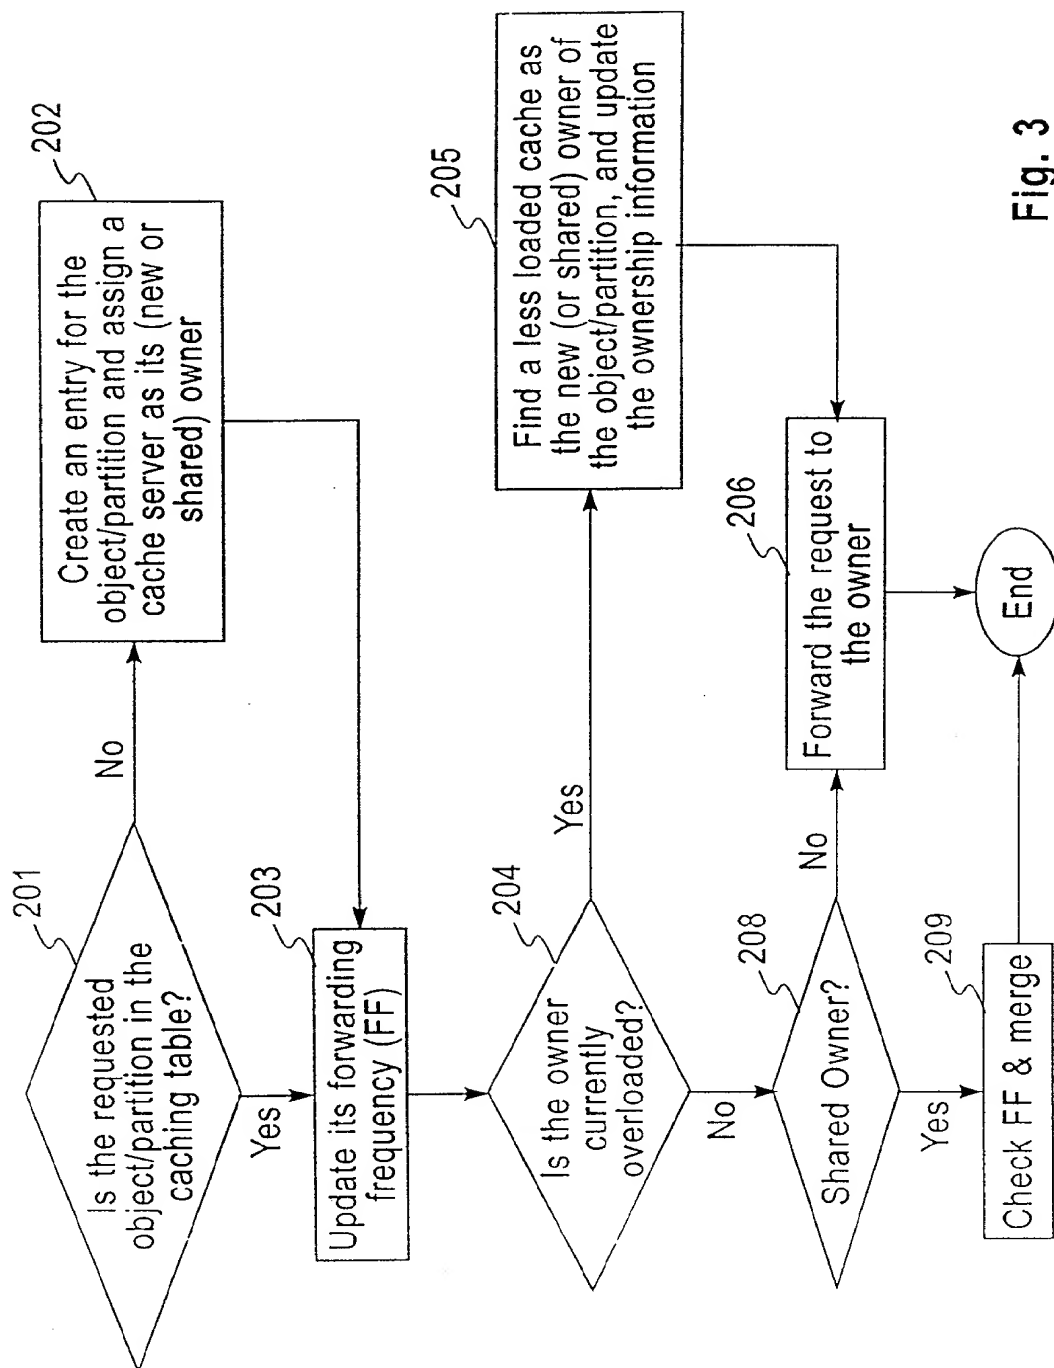 201
Is the requested
object/partition in the
caching table?
No
Yes
202
Create an entry for the
object/partition and assign a
cache server as its (new or
shared) owner
203
Update its forwarding
frequency (FF)
204
Is the owner
currently
overloaded?
Yes
No
205
Find a less loaded cache as
the new (or shared) owner of
the object/partition, and update
the ownership information
208
Shared Owner?
No
Yes
206
Forward the request to
the owner
209
Check FF & merge
End
Fig. 3